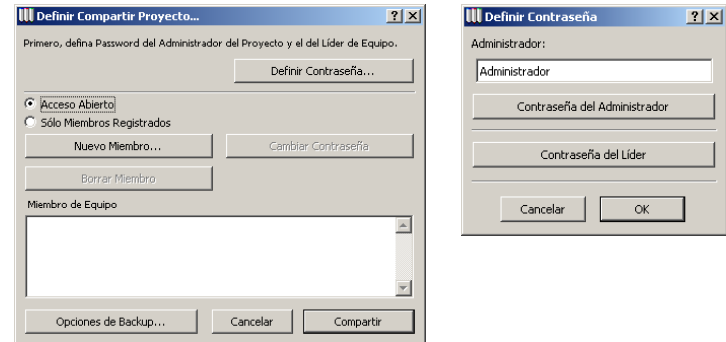 Definir Compartir Proyecto...
Primero, defina Password del Administrador del Proyecto y el del Líder de Equipo.
Definir Contraseña...
Acceso Abierto
Sólo Miembros Registrados
Nuevo Miembro...
Cambiar Contraseña
Borrar Miembro
Miembro de Equipo
Opciones de Backup...
Cancelar
Compartir
Definir Contraseña
Administrador:
Administrador
Contraseña del Administrador
Contraseña del Líder
Cancelar
OK